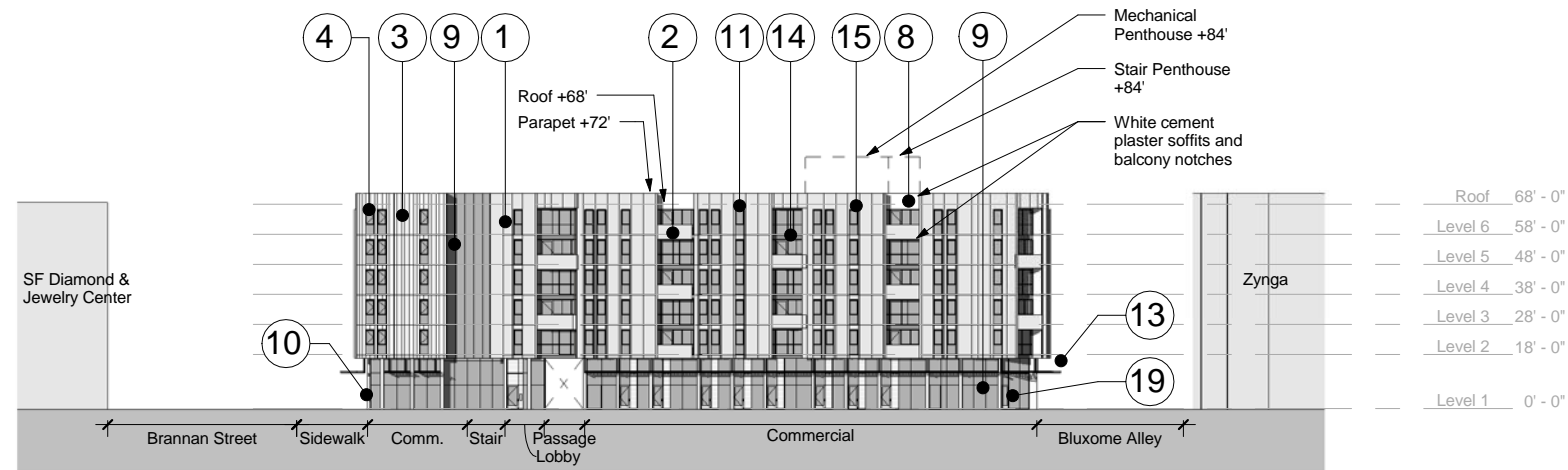 Mechanical
Penthouse +84'
4
3
9
1
2
11
14
15
8
9
Stair Penthouse
+84'
Roof +68'
Parapet +72'
White cement
plaster soffits and
balcony notches
Roof 68' - 0"
Level 6 58' - 0"
Level 5 48' - 0"
SF Diamond &
Jewelry Center
Zynga
Level 4 38' - 0"
Level 3 28' - 0"
13
10
Level 2 18' - 0"
19
Level 1 0' - 0"
Brannan Street
Sidewalk
Comm.
Stair
Passage
Lobby
Commercial
Bluxome Alley